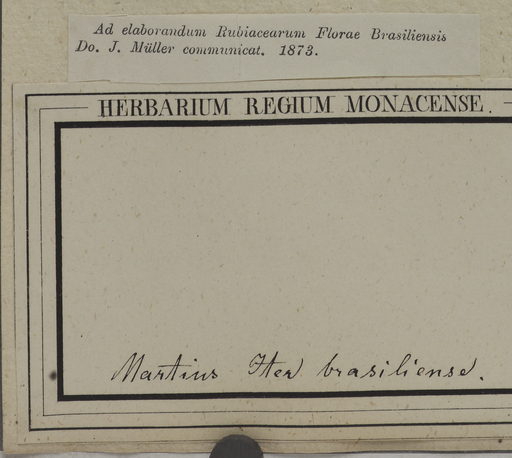 Ad elaborandum Rubiacearum Florae Brasiliensis
Do. J. Müller communicat. 1873.
HERBARIUM REGIUM MONACENSE.
Martius Iter brasiliense.